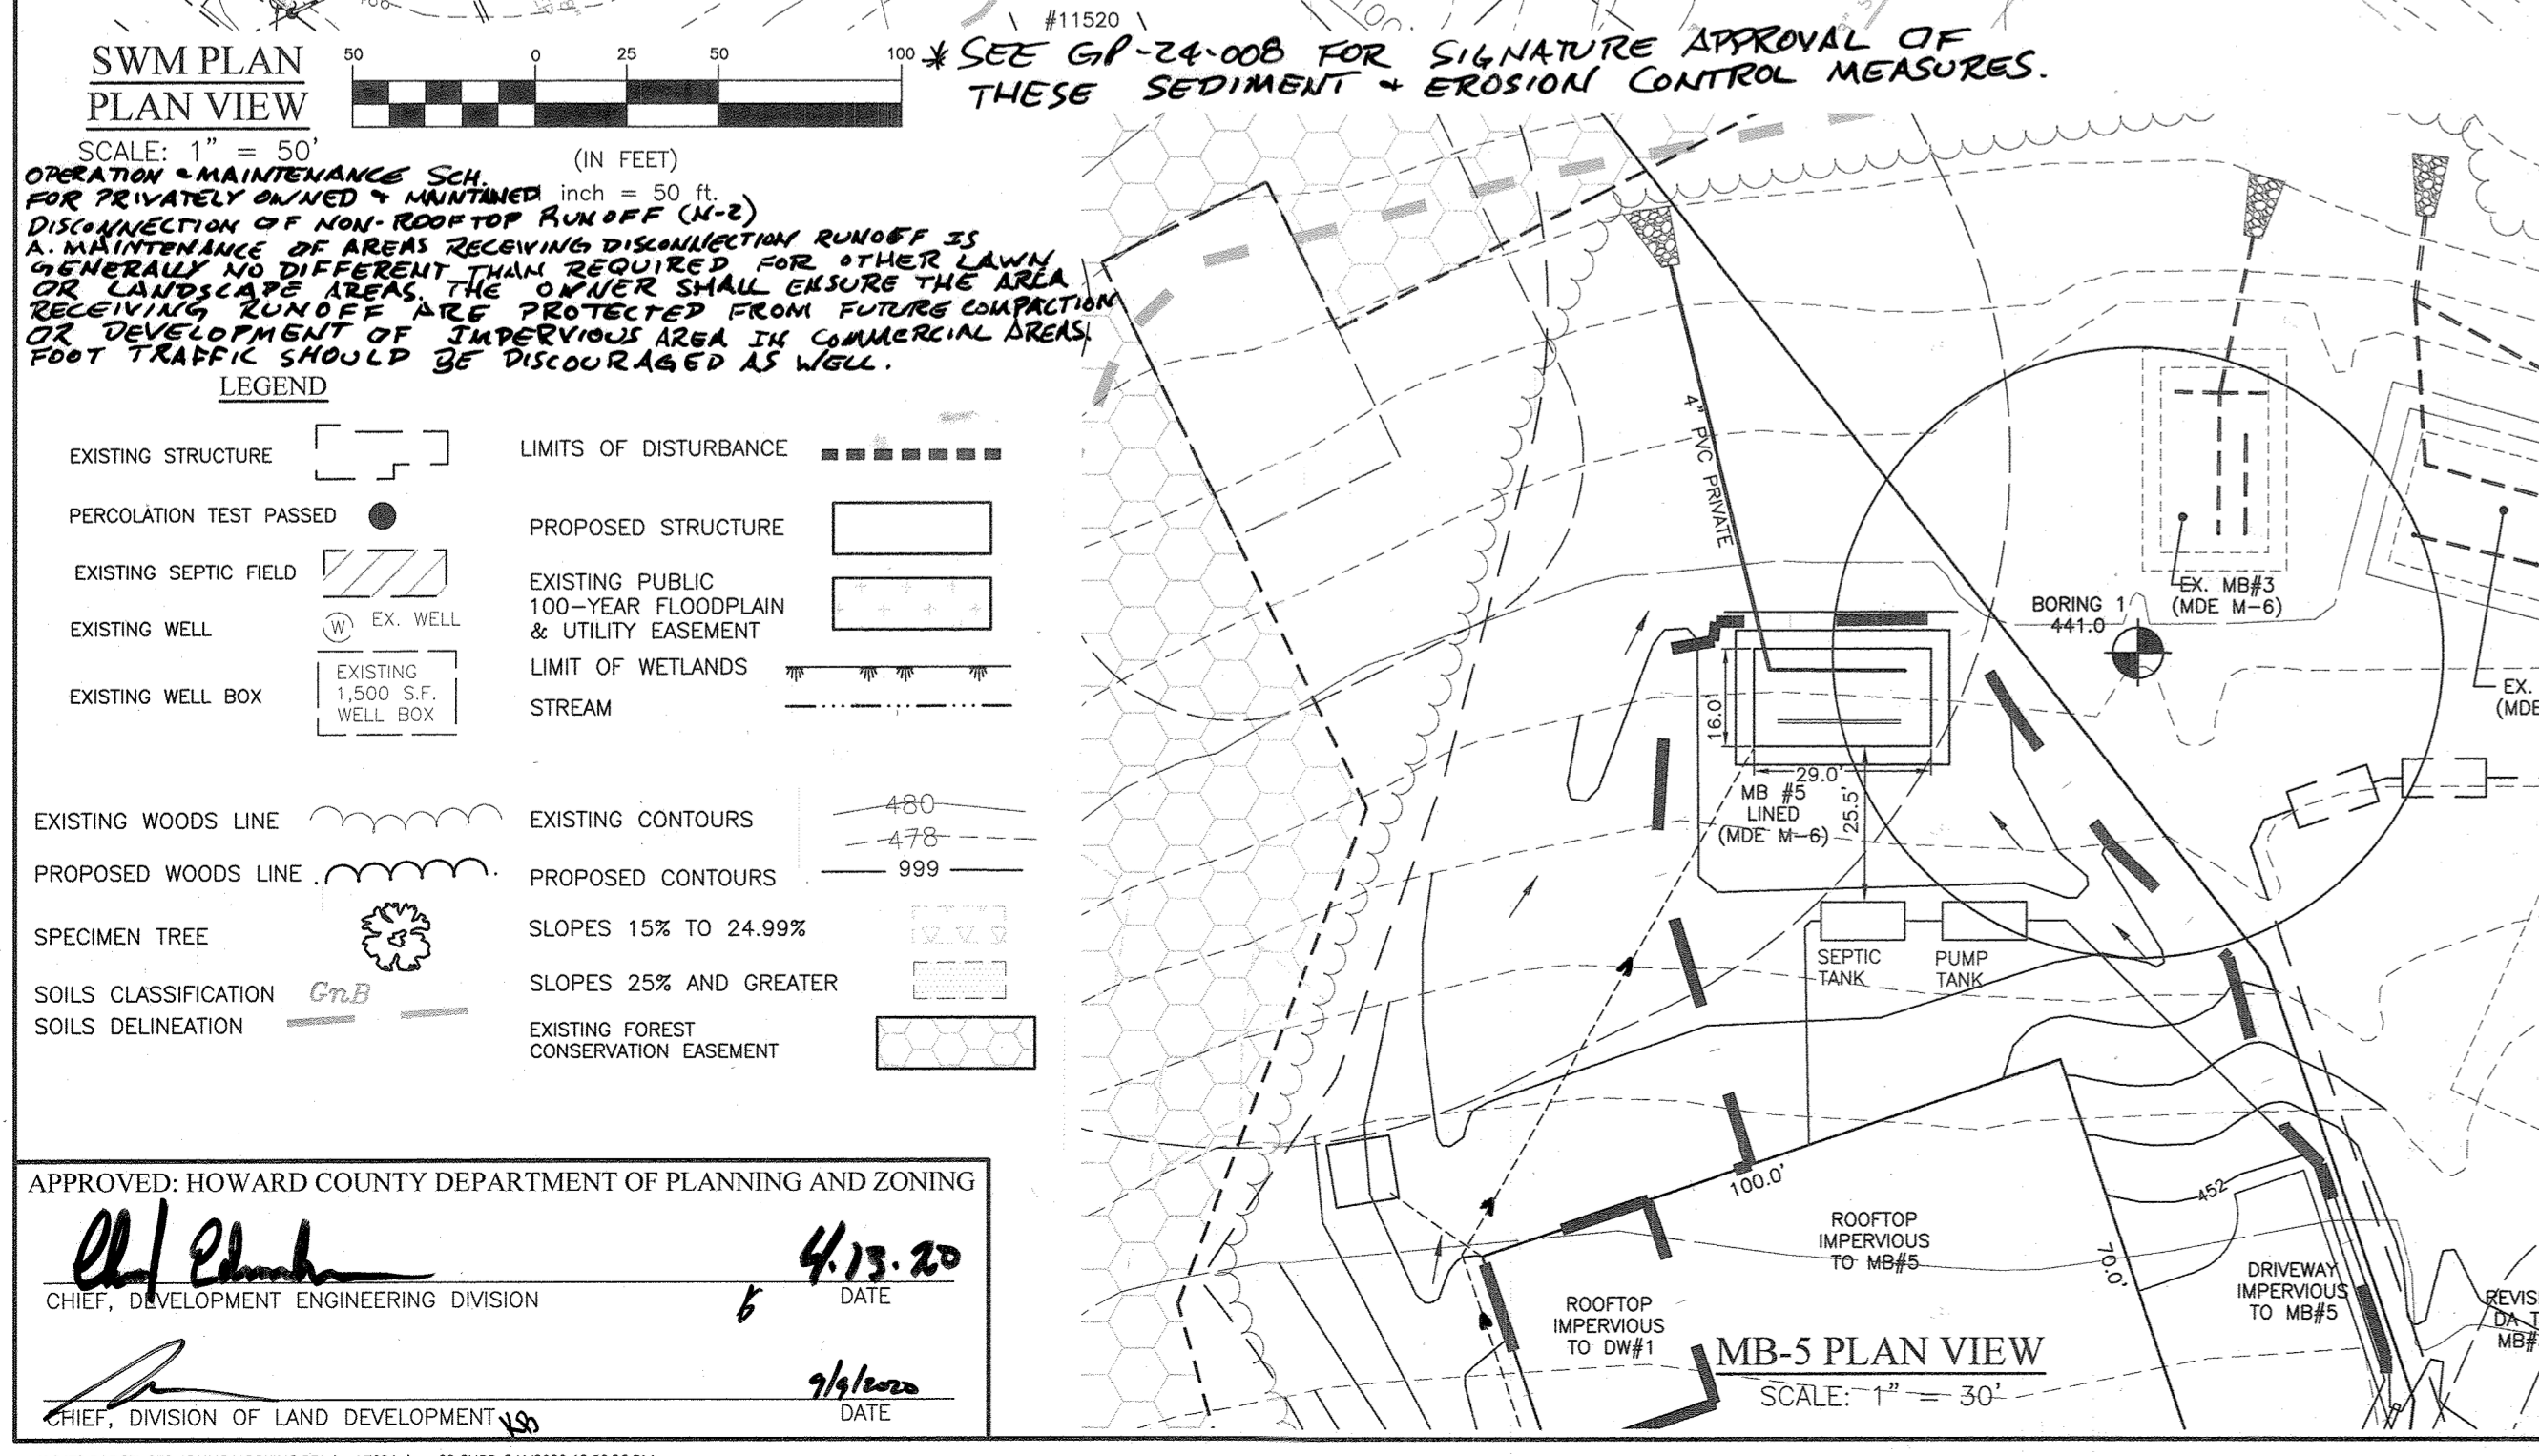 #11520
* SEE GP-24-008 FOR SIGNATURE APPROVAL OF
THESE SEDIMENT & EROSION CONTROL MEASURES.
SWM PLAN
PLAN VIEW
SCALE: 1" = 50'
50 0 25 50 100
(IN FEET)
inch = 50 ft.
OPERATION & MAINTENANCE SCH.
FOR PRIVATELY OWNED & MAINTAINED
DISCONNECTION OF NON-ROOFTOP RUNOFF (N-2)
A. MAINTENANCE OF AREAS RECEIVING DISCONNECTION RUNOFF IS
GENERALLY NO DIFFERENT THAN REQUIRED FOR OTHER LAWN
OR LANDSCAPE AREAS. THE OWNER SHALL ENSURE THE AREA
RECEIVING RUNOFF ARE PROTECTED FROM FUTURE COMPACTION
OR DEVELOPMENT OF IMPERVIOUS AREA IN COMMERCIAL AREAS.
FOOT TRAFFIC SHOULD BE DISCOURAGED AS WELL.
LEGEND
EXISTING STRUCTURE
PERCOLATION TEST PASSED
EXISTING SEPTIC FIELD
EXISTING WELL
W EX. WELL
EXISTING WELL BOX
EXISTING
1,500 S.F.
WELL BOX
EXISTING WOODS LINE
PROPOSED WOODS LINE
SPECIMEN TREE
SOILS CLASSIFICATION
GnB
SOILS DELINEATION
LIMITS OF DISTURBANCE
PROPOSED STRUCTURE
EXISTING PUBLIC
100-YEAR FLOODPLAIN
& UTILITY EASEMENT
LIMIT OF WETLANDS
STREAM
EXISTING CONTOURS
480
478
PROPOSED CONTOURS
999
SLOPES 15% TO 24.99%
SLOPES 25% AND GREATER
EXISTING FOREST
CONSERVATION EASEMENT
APPROVED: HOWARD COUNTY DEPARTMENT OF PLANNING AND ZONING
4.13.20
CHIEF, DEVELOPMENT ENGINEERING DIVISION
DATE
9/9/2020
CHIEF, DIVISION OF LAND DEVELOPMENT
DATE
4" PVC PRIVATE
EX. MB#3
(MDE M-6)
BORING 1
441.0
EX.
(MDE
16.0'
29.0'
25.5'
MB #5
LINED
(MDE M-6)
SEPTIC
TANK
PUMP
TANK
100.0'
70.0'
452
ROOFTOP
IMPERVIOUS
TO MB#5
ROOFTOP
IMPERVIOUS
TO DW#1
DRIVEWAY
IMPERVIOUS
TO MB#5
REVIS
DA T
MB#
MB-5 PLAN VIEW
SCALE: 1" = 30'